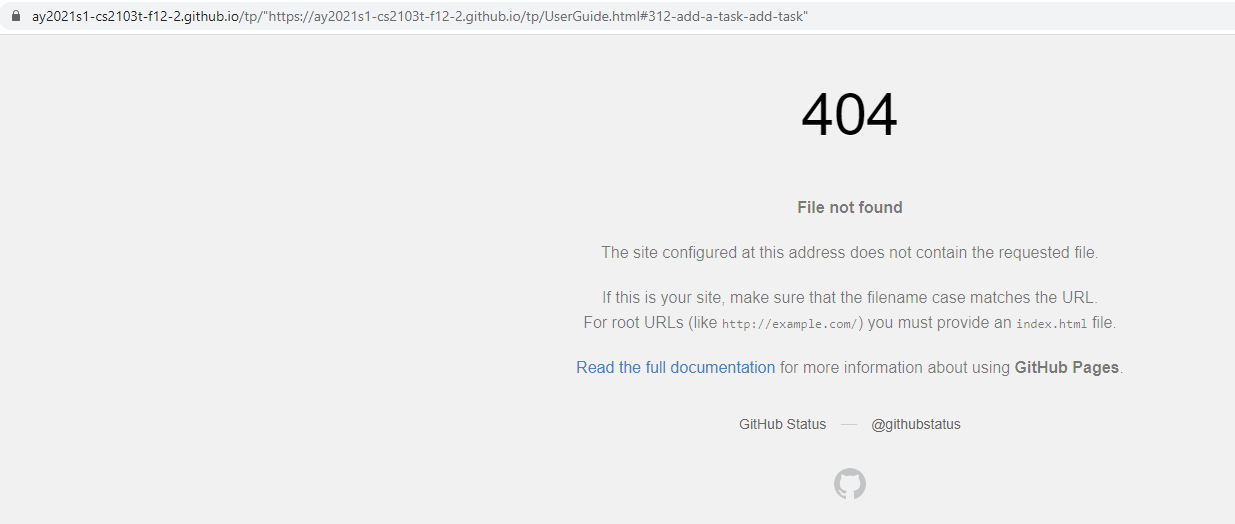 ay2021s1-cs2103t-f12-2.github.io/tp/"https://ay2021s1-cs2103t-f12-2.github.io/tp/UserGuide.html#312-add-a-task-add-task"
404
File not found
The site configured at this address does not contain the requested file.
If this is your site, make sure that the filename case matches the URL.
For root URLs (like http://example.com/) you must provide an index.html file.
Read the full documentation for more information about using GitHub Pages.
GitHub Status — @githubstatus